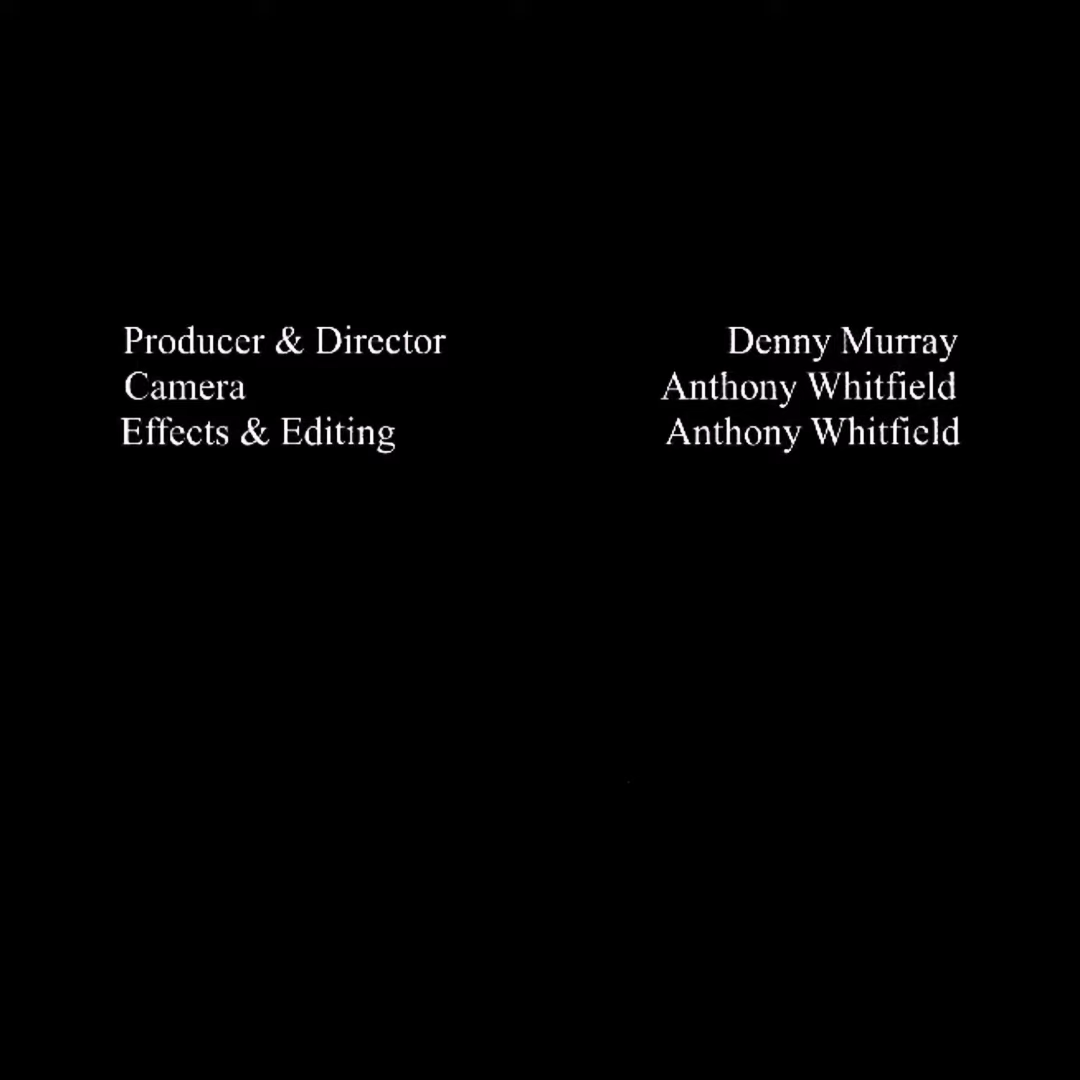 Producer & Director Denny Murray
Camera Anthony Whitfield
Effects & Editing Anthony Whitfield